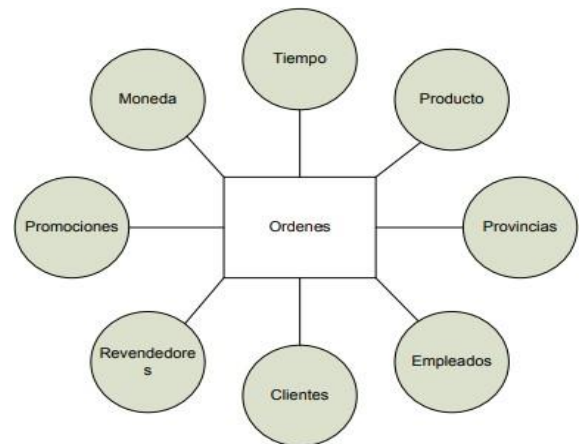 Tiempo
Moneda
Producto
Promociones
Ordenes
Provincias
Revendedore
s
Empleados
Clientes